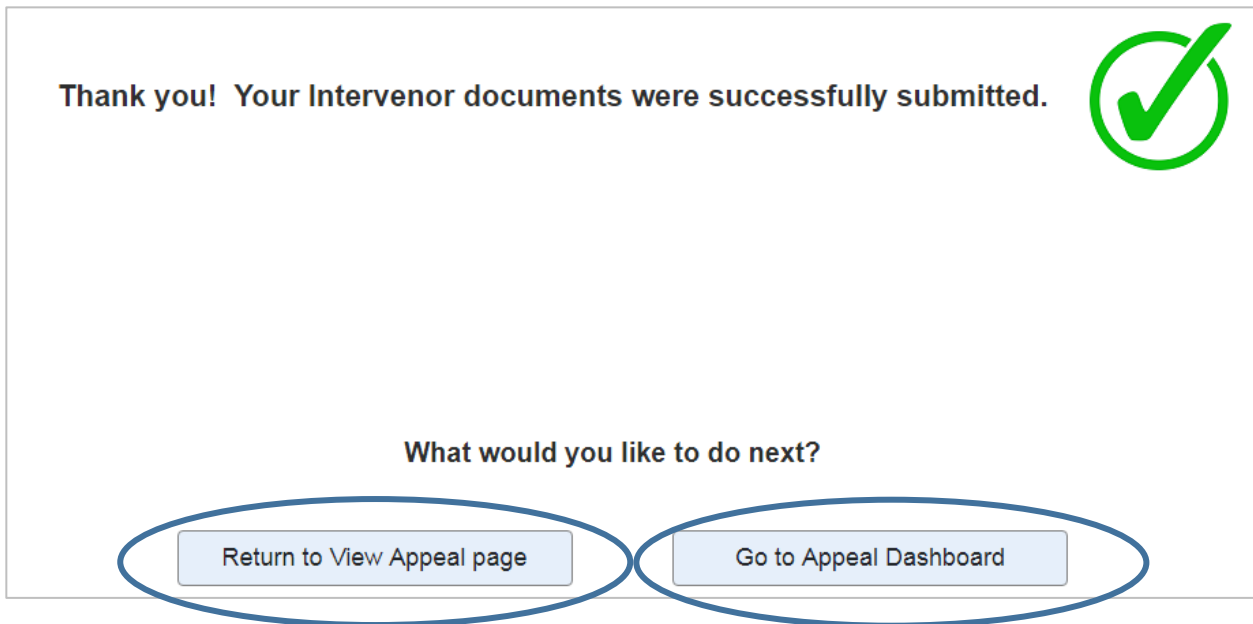 Thank you!  Your Intervenor documents were successfully submitted.
What would you like to do next?
Return to View Appeal page
Go to Appeal Dashboard